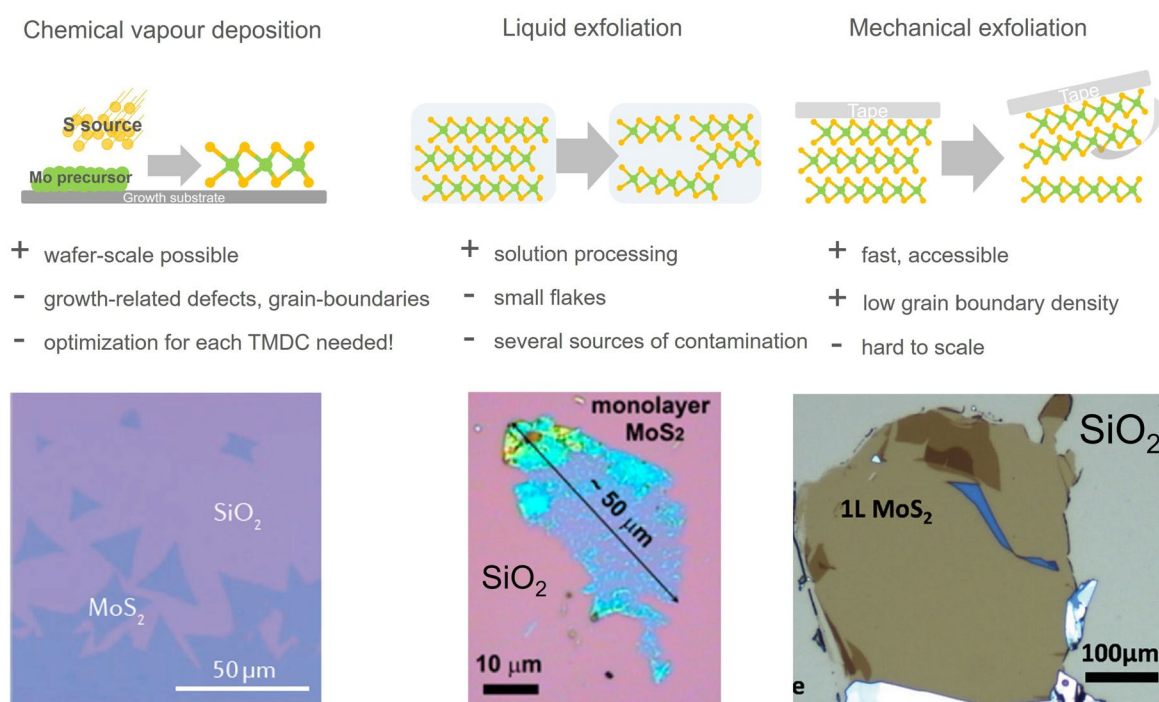 Chemical vapour deposition
S source
Mo precursor
Growth substrate
+ wafer-scale possible
- growth-related defects, grain-boundaries
- optimization for each TMDC needed!
SiO₂
MoS₂
50 µm
Liquid exfoliation
+ solution processing
- small flakes
- several sources of contamination
monolayer
MoS2
~ 50 µm
SiO₂
10 µm
Mechanical exfoliation
Tape
Tape
+ fast, accessible
+ low grain boundary density
- hard to scale
SiO₂
1L MoS₂
100µm
e